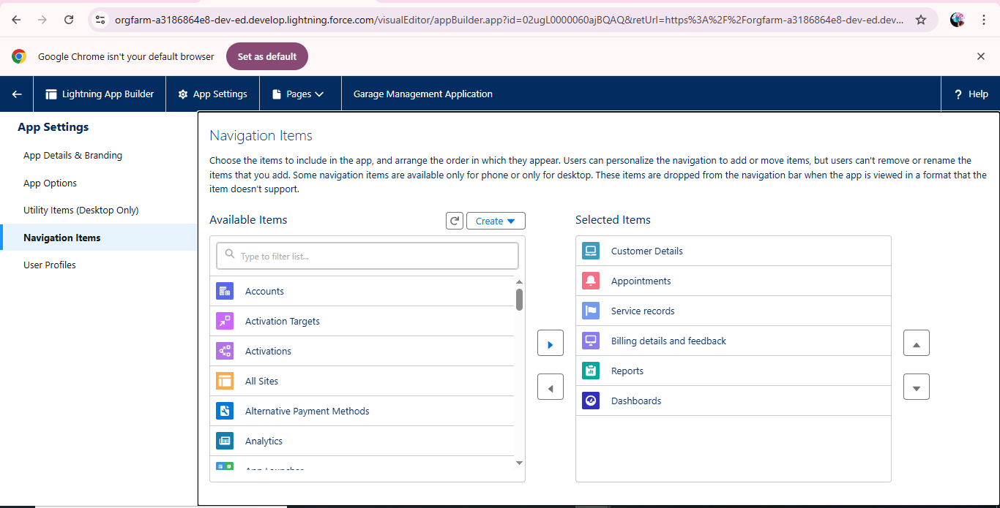 orgfarm-a3186864e8-dev-ed.develop.lightning.force.com/visualEditor/appBuilder.app?id=02ugL0000060ajBQAQ&retUrl=https%3A%2F%2Forgfarm-a3186864e8-dev-ed.dev...
Google Chrome isn't your default browser
Set as default
Lightning App Builder
App Settings
Pages
Garage Management Application
? Help
App Settings
App Details & Branding
App Options
Utility Items (Desktop Only)
Navigation Items
User Profiles
Navigation Items
Choose the items to include in the app, and arrange the order in which they appear. Users can personalize the navigation to add or move items, but users can't remove or rename the
items that you add. Some navigation items are available only for phone or only for desktop. These items are dropped from the navigation bar when the app is viewed in a format that the
item doesn't support.
Available Items
Create
Type to filter list...
Accounts
Activation Targets
Activations
All Sites
Alternative Payment Methods
Analytics
App Launcher
Selected Items
Customer Details
Appointments
Service records
Billing details and feedback
Reports
Dashboards